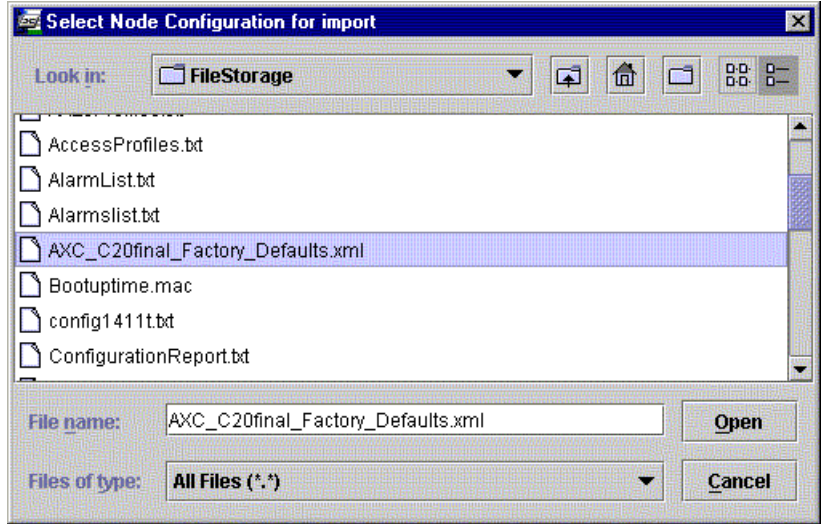 Select Node Configuration for import
Look in: FileStorage
AccessProfiles.txt
AlarmList.txt
Alarmslist.txt
AXC_C20final_Factory_Defaults.xml
Bootuptime.mac
config1411t.txt
ConfigurationReport.txt
File name: AXC_C20final_Factory_Defaults.xml Open
Files of type: All Files (*.*) Cancel